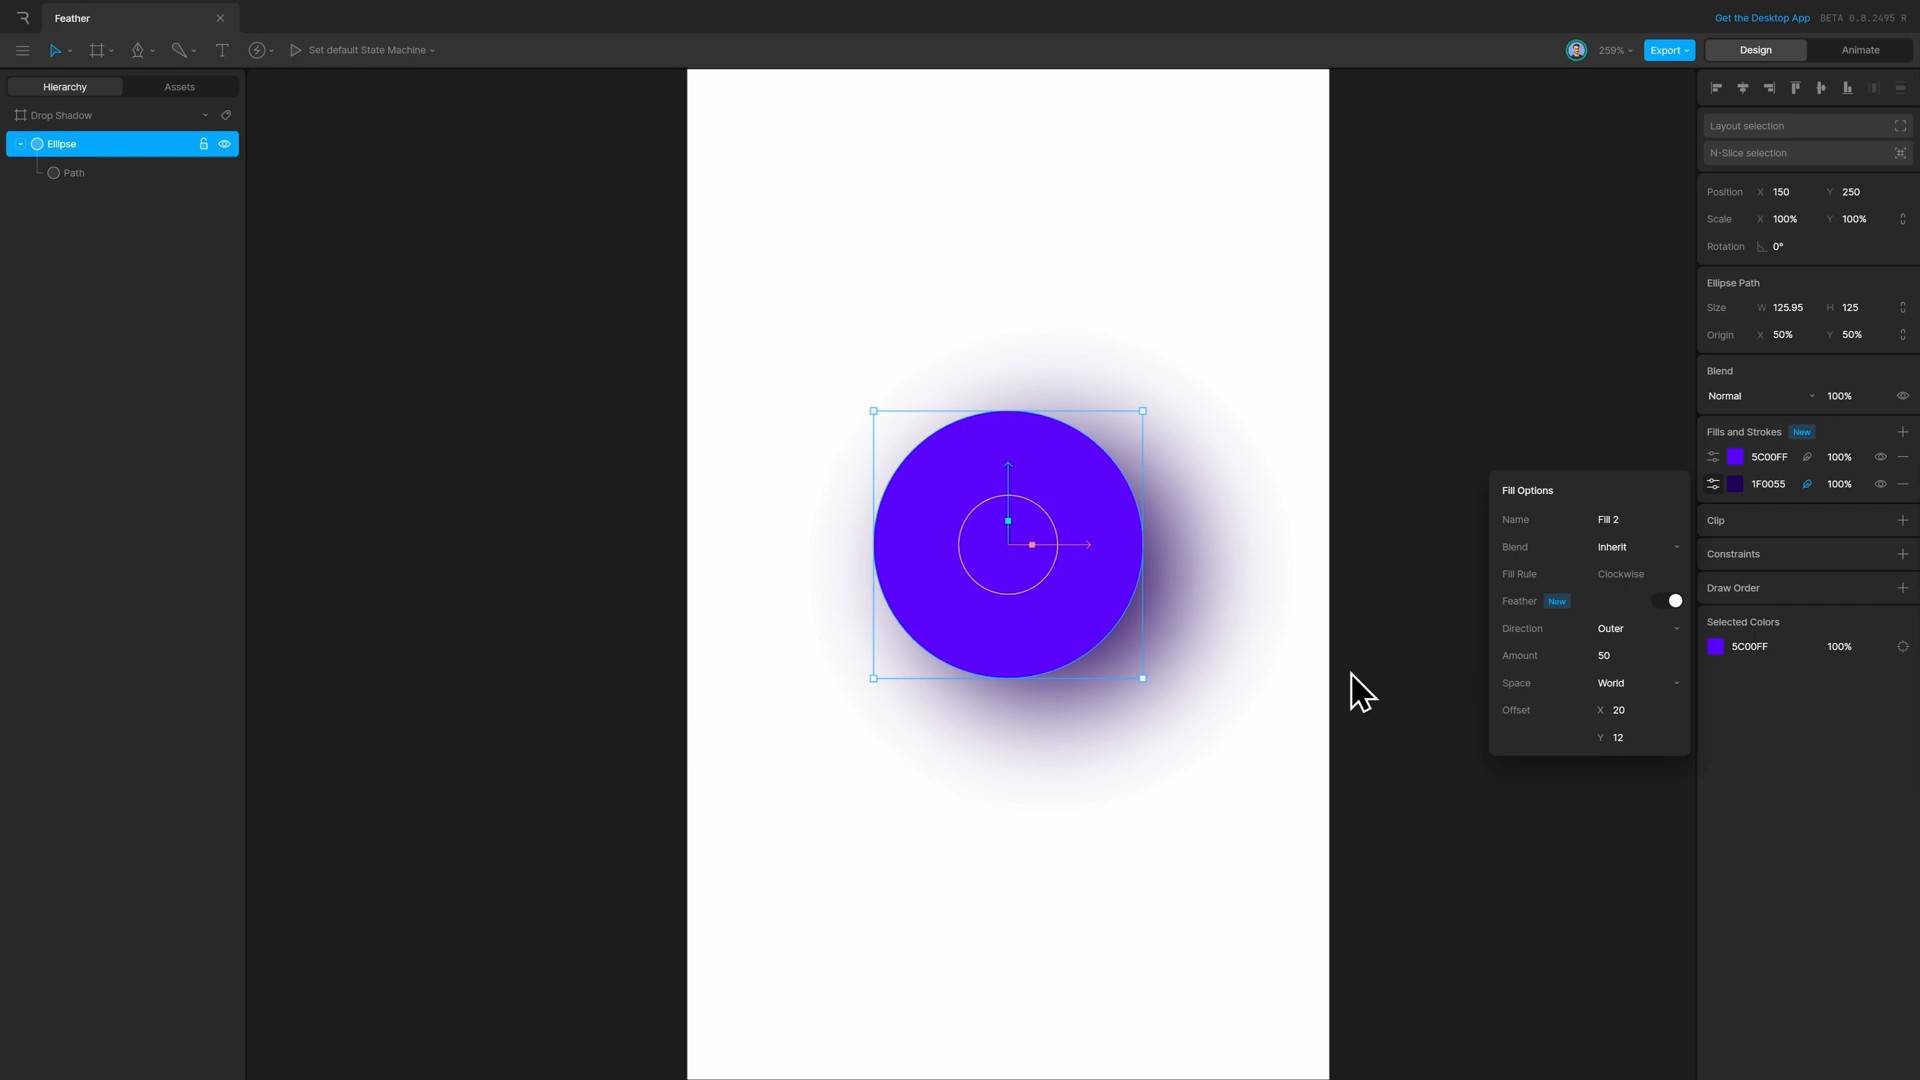 Feather
Get the Desktop App BETA 0.8.2495 R
Set default State Machine
259%
Export
Design
Animate
Hierarchy
Assets
Drop Shadow
Ellipse
Path
Layout selection
N-Slice selection
Position X 150 Y 250
Scale X 100% Y 100%
Rotation 0°
Ellipse Path
Size W 125.95 H 125
Origin X 50% Y 50%
Blend
Normal 100%
Fills and Strokes New
5C00FF 100%
1F0055 100%
Clip
Constraints
Draw Order
Selected Colors
5C00FF 100%
Fill Options
Name Fill 2
Blend Inherit
Fill Rule Clockwise
Feather New
Direction Outer
Amount 50
Space World
Offset X 20
Y 12